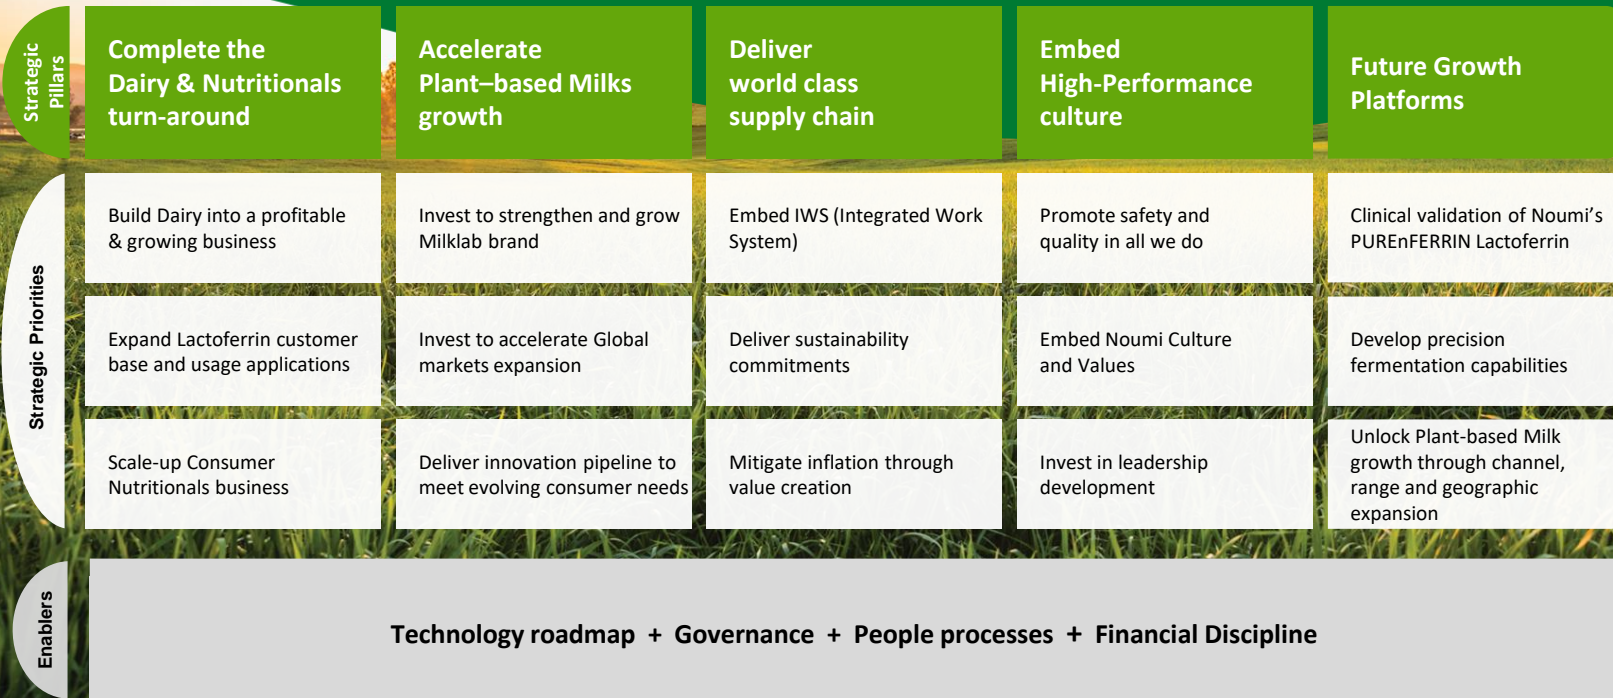 Strategic
Pillars
Complete the
Dairy & Nutritionals
turn-around
Accelerate
Plant–based Milks
growth
Deliver
world class
supply chain
Embed
High-Performance
culture
Future Growth
Platforms
Strategic Priorities
Build Dairy into a profitable
& growing business
Invest to strengthen and grow
Milklab brand
Embed IWS (Integrated Work
System)
Promote safety and
quality in all we do
Clinical validation of Noumi’s
PUREnFERRIN Lactoferrin
Expand Lactoferrin customer
base and usage applications
Invest to accelerate Global
markets expansion
Deliver sustainability
commitments
Embed Noumi Culture
and Values
Develop precision
fermentation capabilities
Scale-up Consumer
Nutritionals business
Deliver innovation pipeline to
meet evolving consumer needs
Mitigate inflation through
value creation
Invest in leadership
development
Unlock Plant-based Milk
growth through channel,
range and geographic
expansion
Enablers
Technology roadmap + Governance + People processes + Financial Discipline